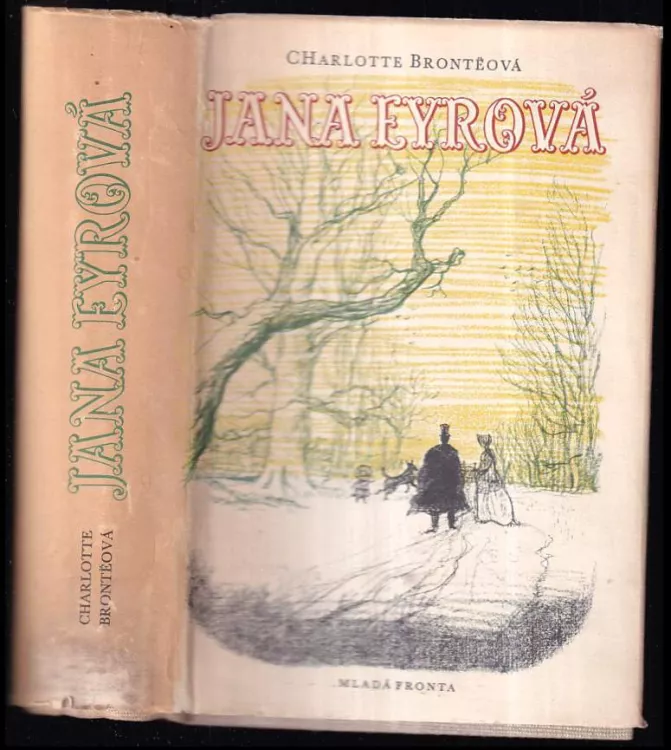 CHARLOTTE BRONTËOVÁ
JANA EYROVÁ
MLADÁ FRONTA
JANA EYROVÁ
CHARLOTTE
BRONTËOVÁ